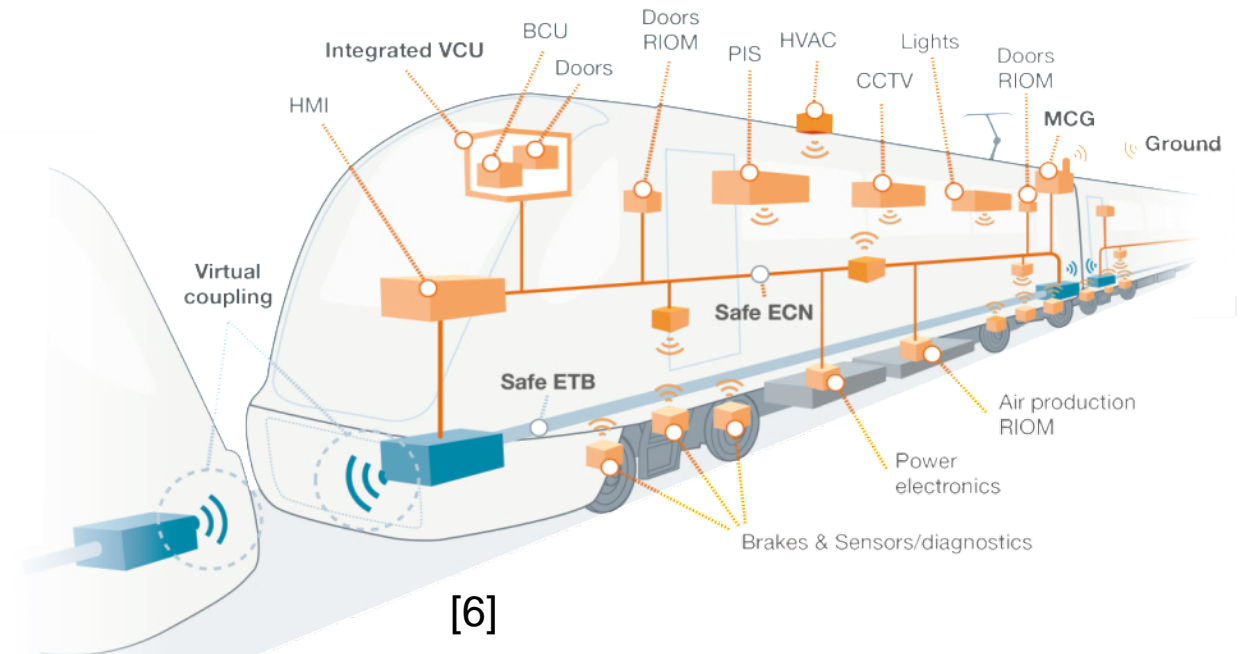 Integrated VCU
BCU
Doors
HMI
Doors
RIOM
PIS
HVAC
CCTV
Lights
Doors
RIOM
MCG
Ground
Virtual
coupling
Safe ECN
Safe ETB
Air production
RIOM
Power
electronics
Brakes & Sensors/diagnostics
[6]